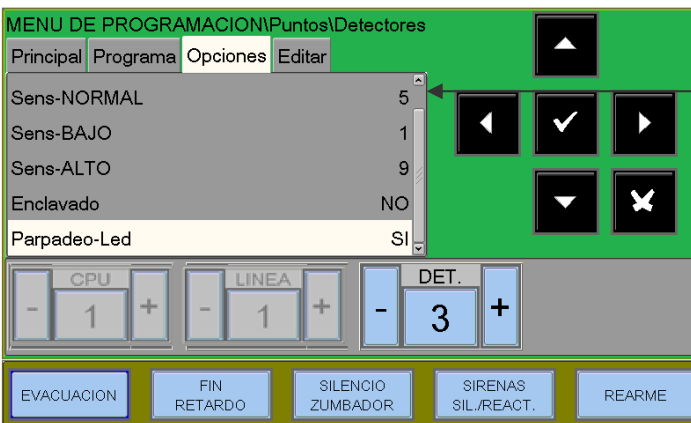 MENU DE PROGRAMACION\Puntos\Detectores
Principal Programa Opciones Editar
Sens-NORMAL 5
Sens-BAJO 1
Sens-ALTO 9
Enclavado NO
Parpadeo-Led SI
CPU LINEA DET.
- 1 + - 1 + - 3 +
EVACUACION FIN RETARDO SILENCIO ZUMBADOR SIRENAS SIL./REACT. REARME